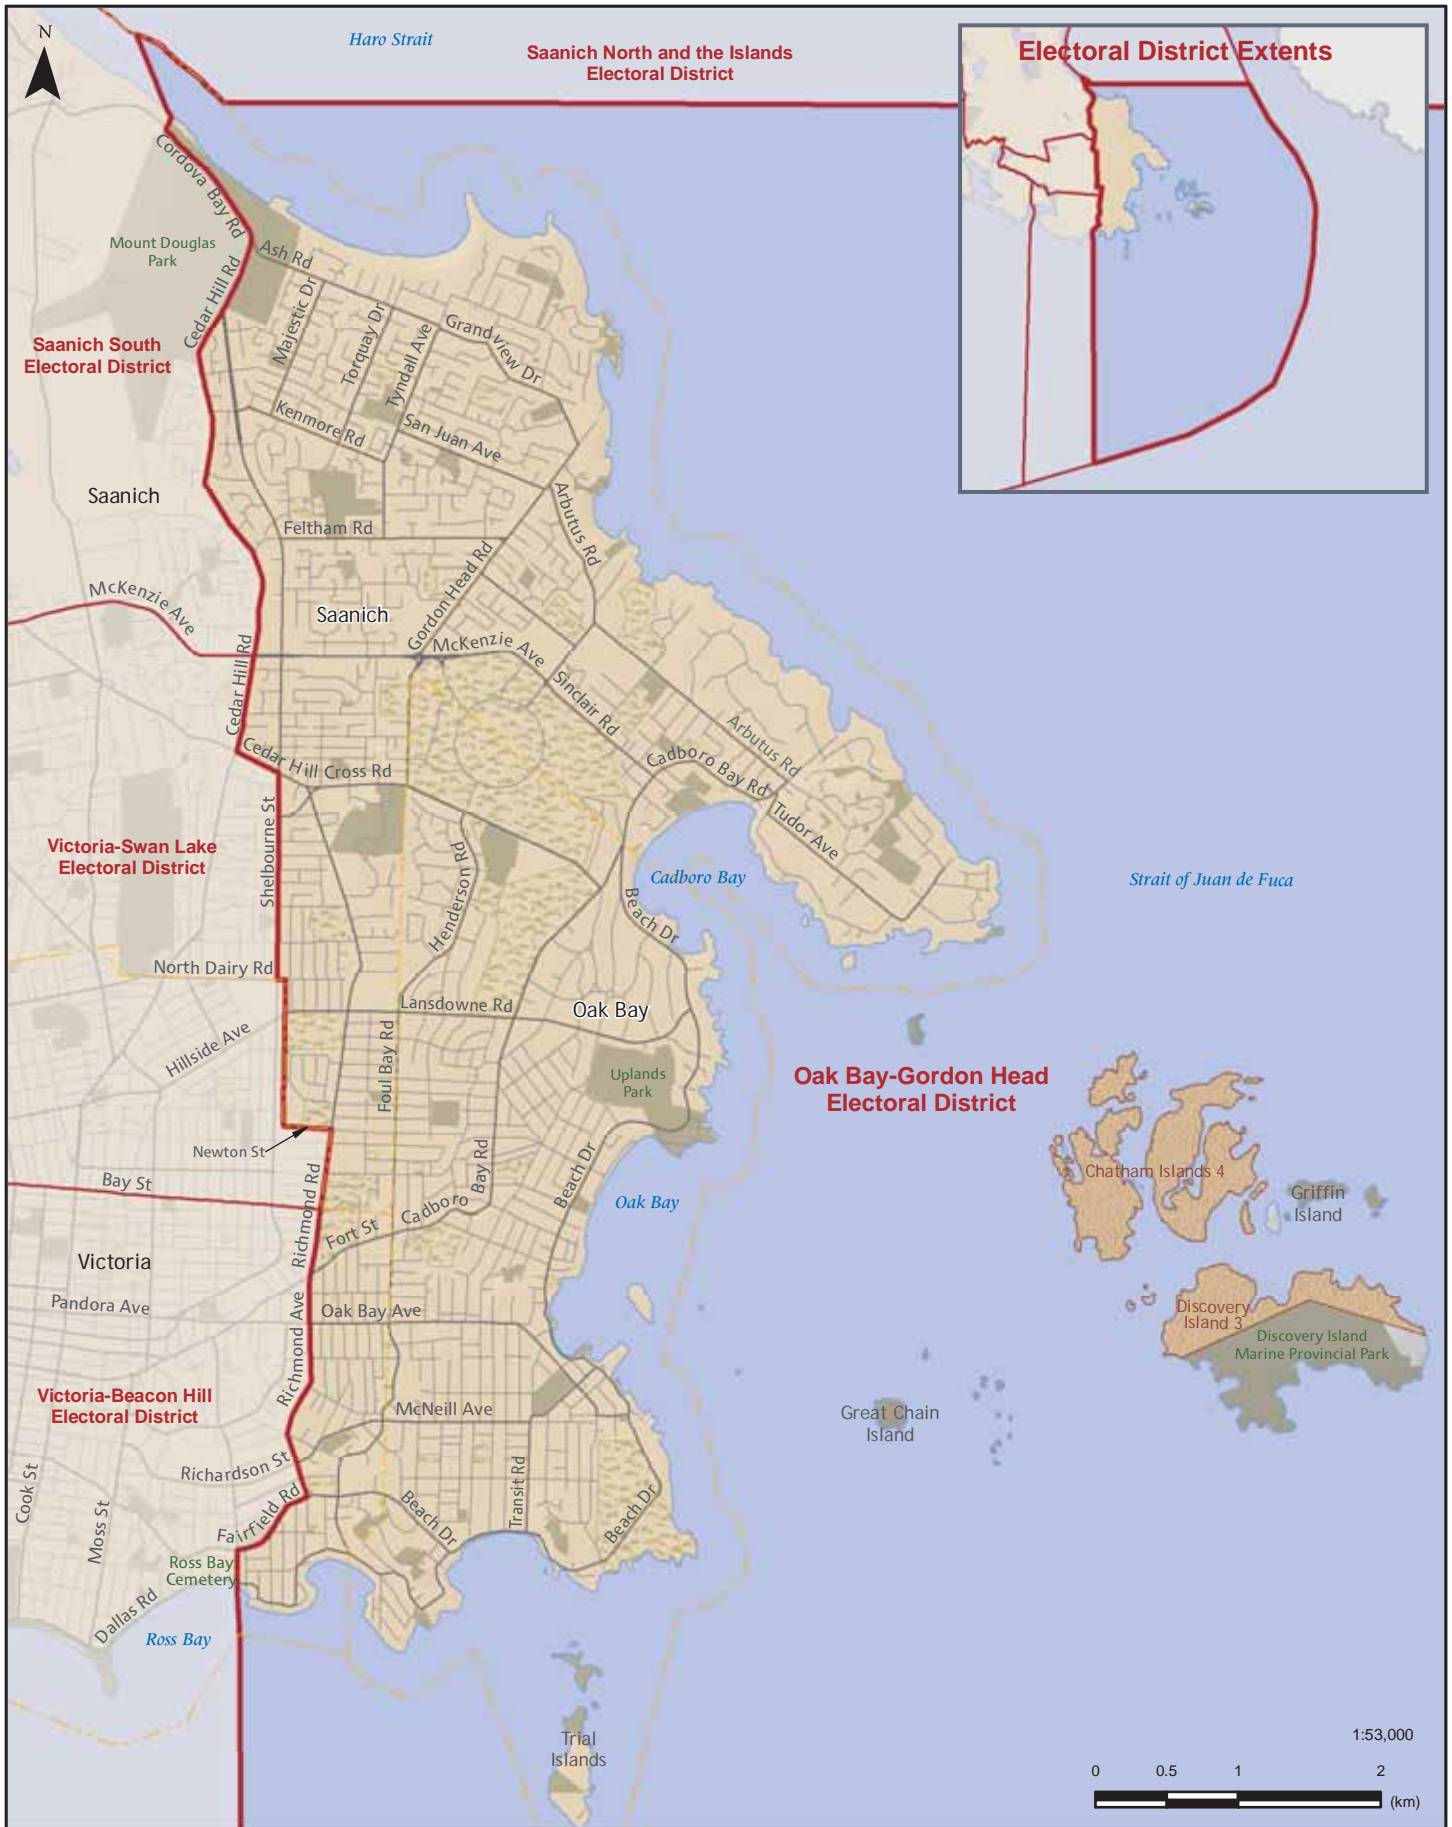 N
Haro Strait
Saanich North and the Islands
Electoral District
Electoral District Extents
Cordova Bay Rd
Mount Douglas
Park
Ash Rd
Cedar Hill Rd
Majestic Dr
Torquay Dr
Tyndall Ave
Grandview Dr
Saanich South
Electoral District
Kenmore Rd
San Juan Ave
Saanich
Arbutus Rd
Feltham Rd
Gordon Head Rd
McKenzie Ave
Saanich
McKenzie Ave
Cedar Hill Rd
Sinclair Rd
Arbutus Rd
Cedar Hill Cross Rd
Cadboro Bay Rd
Shelbourne St
Tudor Ave
Victoria-Swan Lake
Electoral District
Henderson Rd
Cadboro Bay
Strait of Juan de Fuca
Beach Dr
North Dairy Rd
Lansdowne Rd
Oak Bay
Hillside Ave
Foul Bay Rd
Uplands
Park
Oak Bay-Gordon Head
Electoral District
Newton St
Bay St
Richmond Rd
Cadboro Bay Rd
Beach Dr
Oak Bay
Chatham Islands 4
Griffin
Island
Fort St
Victoria
Pandora Ave
Richmond Ave
Oak Bay Ave
Discovery
Island 3
Discovery Island
Marine Provincial Park
Victoria-Beacon Hill
Electoral District
McNeill Ave
Great Chain
Island
Richardson St
Cook St
Moss St
Fairfield Rd
Beach Dr
Transit Rd
Beach Dr
Ross Bay
Cemetery
Dallas Rd
Ross Bay
Trial
Islands
1:53,000
0 0.5 1 2
(km)